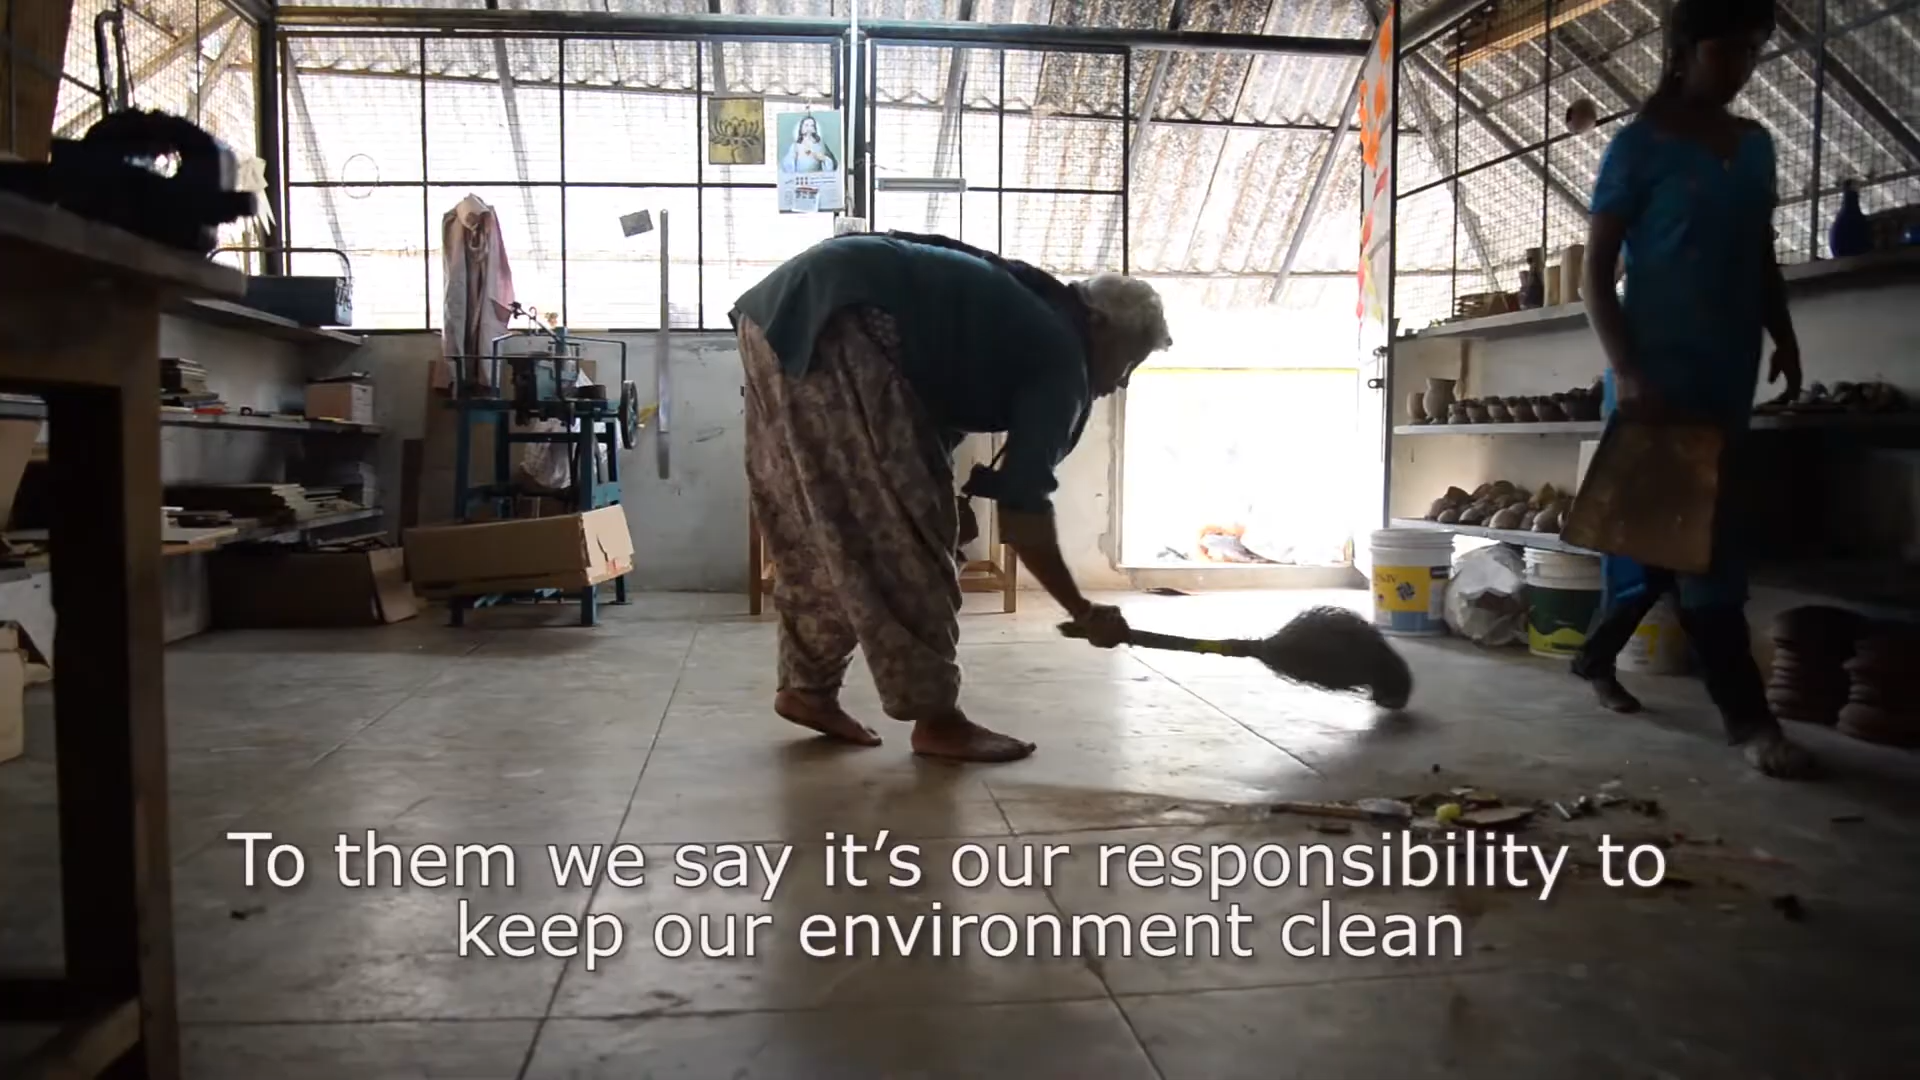 To them we say it’s our responsibility to
keep our environment clean